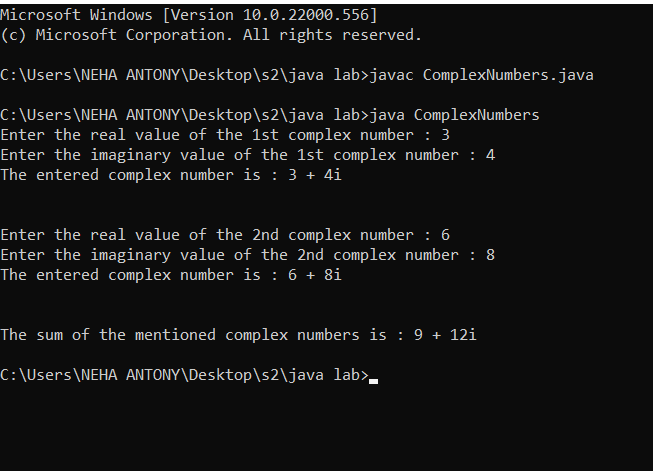 Microsoft Windows [Version 10.0.22000.556]
(c) Microsoft Corporation. All rights reserved.
C:\Users\NEHA ANTONY\Desktop\s2\java lab>javac ComplexNumbers.java
C:\Users\NEHA ANTONY\Desktop\s2\java lab>java ComplexNumbers
Enter the real value of the 1st complex number : 3
Enter the imaginary value of the 1st complex number : 4
The entered complex number is : 3 + 4i
Enter the real value of the 2nd complex number : 6
Enter the imaginary value of the 2nd complex number : 8
The entered complex number is : 6 + 8i
The sum of the mentioned complex numbers is : 9 + 12i
C:\Users\NEHA ANTONY\Desktop\s2\java lab>